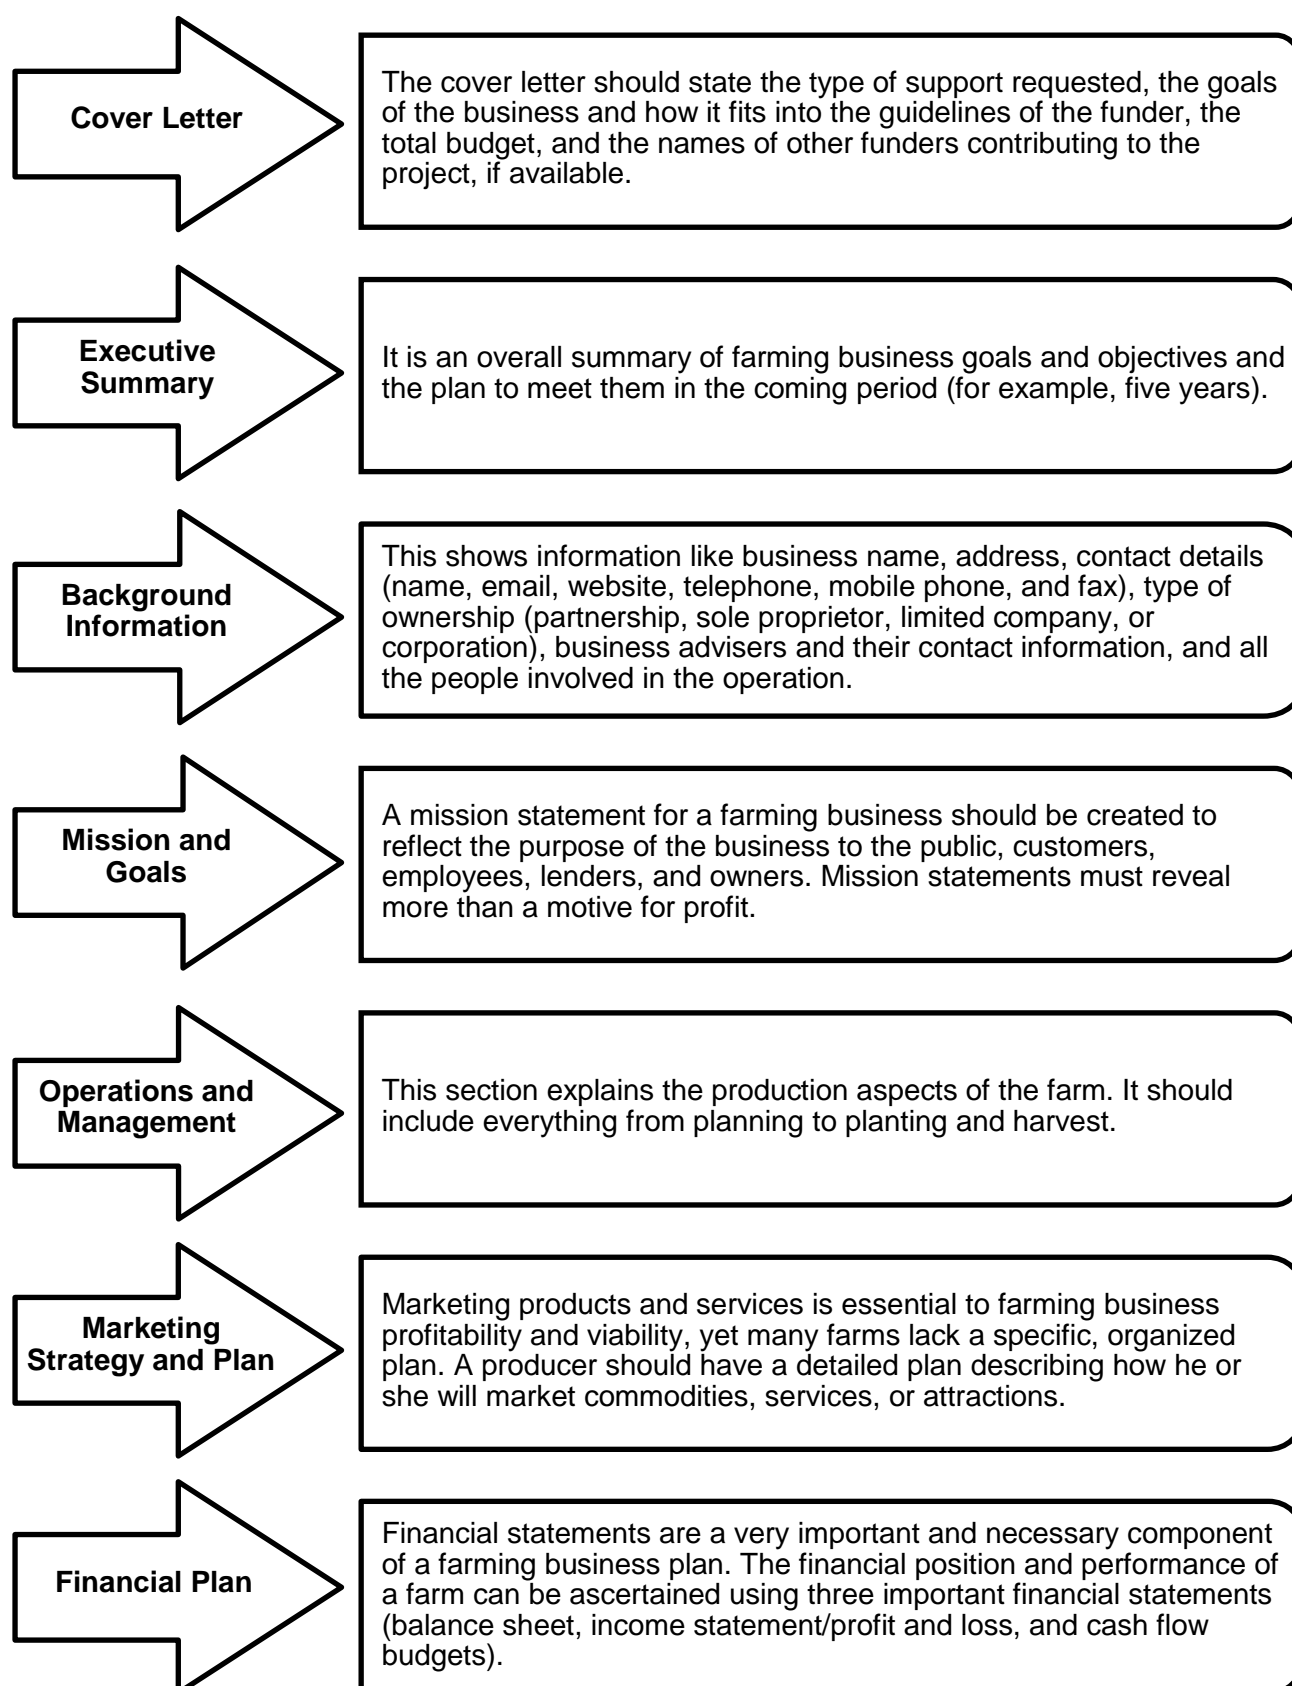 Cover Letter
The cover letter should state the type of support requested, the goals
of the business and how it fits into the guidelines of the funder, the
total budget, and the names of other funders contributing to the
project, if available.
Executive
Summary
It is an overall summary of farming business goals and objectives and
the plan to meet them in the coming period (for example, five years).
Background
Information
This shows information like business name, address, contact details
(name, email, website, telephone, mobile phone, and fax), type of
ownership (partnership, sole proprietor, limited company, or
corporation), business advisers and their contact information, and all
the people involved in the operation.
Mission and
Goals
A mission statement for a farming business should be created to
reflect the purpose of the business to the public, customers,
employees, lenders, and owners. Mission statements must reveal
more than a motive for profit.
Operations and
Management
This section explains the production aspects of the farm. It should
include everything from planning to planting and harvest.
Marketing
Strategy and Plan
Marketing products and services is essential to farming business
profitability and viability, yet many farms lack a specific, organized
plan. A producer should have a detailed plan describing how he or
she will market commodities, services, or attractions.
Financial Plan
Financial statements are a very important and necessary component
of a farming business plan. The financial position and performance of
a farm can be ascertained using three important financial statements
(balance sheet, income statement/profit and loss, and cash flow
budgets).